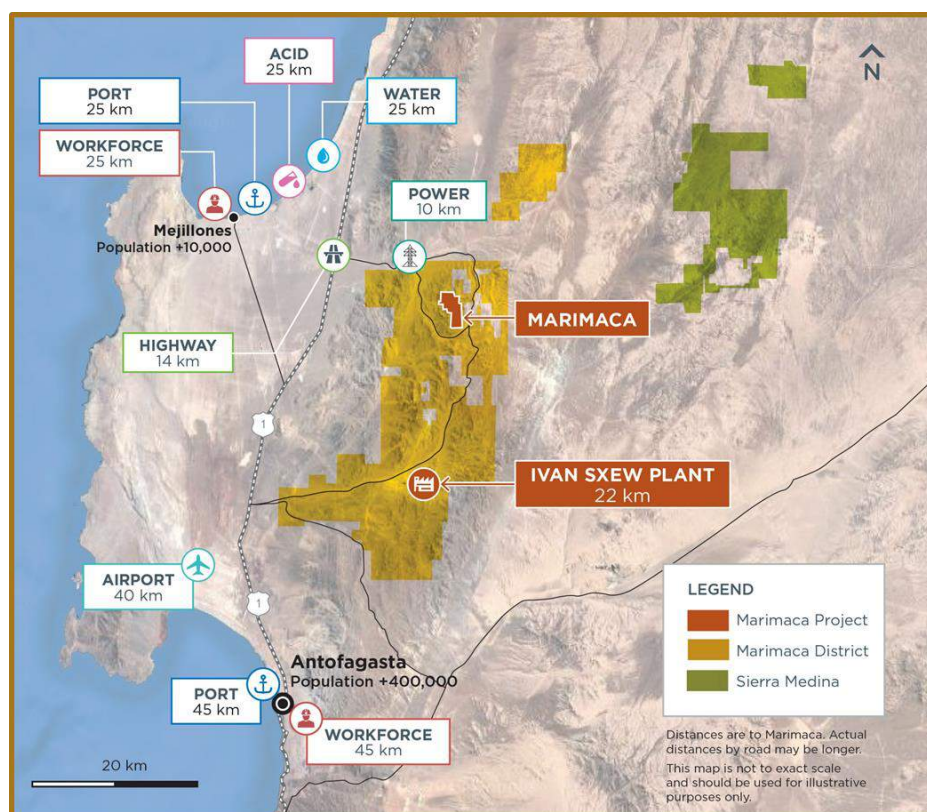 N
ACID
25 km
PORT
25 km
WATER
25 km
WORKFORCE
25 km
POWER
10 km
Mejillones
Population +10,000
MARIMACA
HIGHWAY
14 km
1
IVAN SXEW PLANT
22 km
AIRPORT
40 km
1
Antofagasta
Population +400,000
PORT
45 km
WORKFORCE
45 km
20 km
LEGEND
Marimaca Project
Marimaca District
Sierra Medina
Distances are to Marimaca. Actual
distances by road may be longer.
This map is not to exact scale
and should be used for illustrative
purposes only.